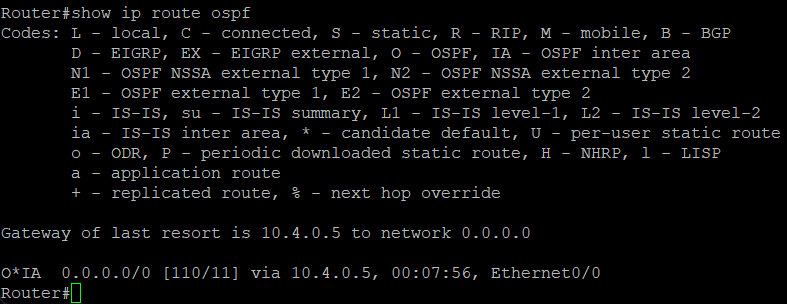 Router#show ip route ospf
Codes: L - local, C - connected, S - static, R - RIP, M - mobile, B - BGP
D - EIGRP, EX - EIGRP external, O - OSPF, IA - OSPF inter area
N1 - OSPF NSSA external type 1, N2 - OSPF NSSA external type 2
E1 - OSPF external type 1, E2 - OSPF external type 2
i - IS-IS, su - IS-IS summary, L1 - IS-IS level-1, L2 - IS-IS level-2
ia - IS-IS inter area, * - candidate default, U - per-user static route
o - ODR, P - periodic downloaded static route, H - NHRP, l - LISP
a - application route
+ - replicated route, % - next hop override
Gateway of last resort is 10.4.0.5 to network 0.0.0.0
O*IA  0.0.0.0/0 [110/11] via 10.4.0.5, 00:07:56, Ethernet0/0
Router#